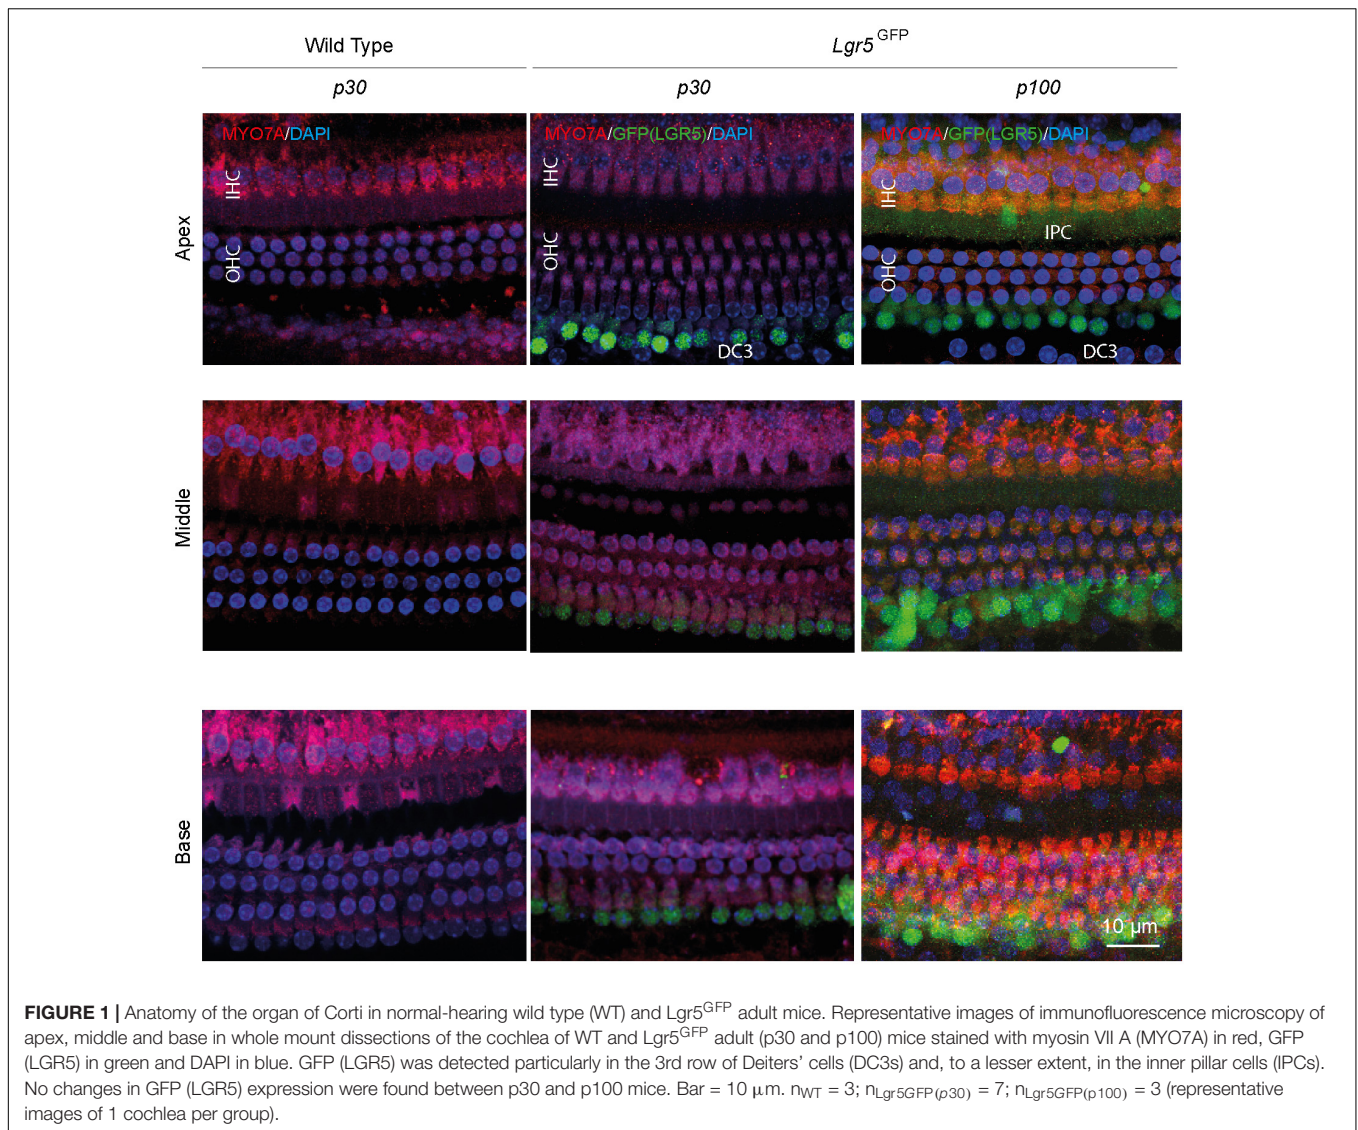 Wild Type
Lgr5 GFP
p30
p30
p100
MYO7A/DAPI
MYO7A/GFP(LGR5)/DAPI
MYO7A/GFP(LGR5)/DAPI
Apex
IHC
OHC
IHC
OHC
DC3
IHC
IPC
OHC
DC3
Middle
Base
10 µm
FIGURE 1 | Anatomy of the organ of Corti in normal-hearing wild type (WT) and Lgr5GFP adult mice. Representative images of immunofluorescence microscopy of
apex, middle and base in whole mount dissections of the cochlea of WT and Lgr5GFP adult (p30 and p100) mice stained with myosin VII A (MYO7A) in red, GFP
(LGR5) in green and DAPI in blue. GFP (LGR5) was detected particularly in the 3rd row of Deiters' cells (DC3s) and, to a lesser extent, in the inner pillar cells (IPCs).
No changes in GFP (LGR5) expression were found between p30 and p100 mice. Bar = 10 µm. nWT = 3; nLgr5GFP(p30) = 7; nLgr5GFP(p100) = 3 (representative
images of 1 cochlea per group).